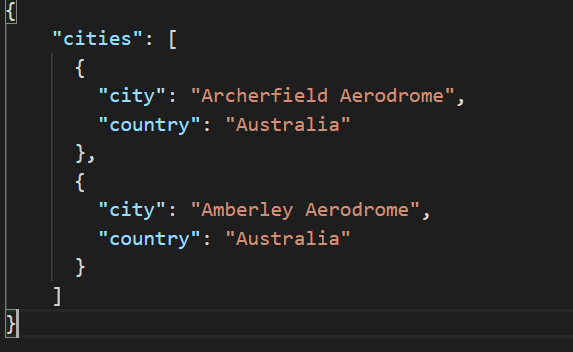 {
    "cities": [
      {
        "city": "Archerfield Aerodrome",
        "country": "Australia"
      },
      {
        "city": "Amberley Aerodrome",
        "country": "Australia"
      }
    ]
}